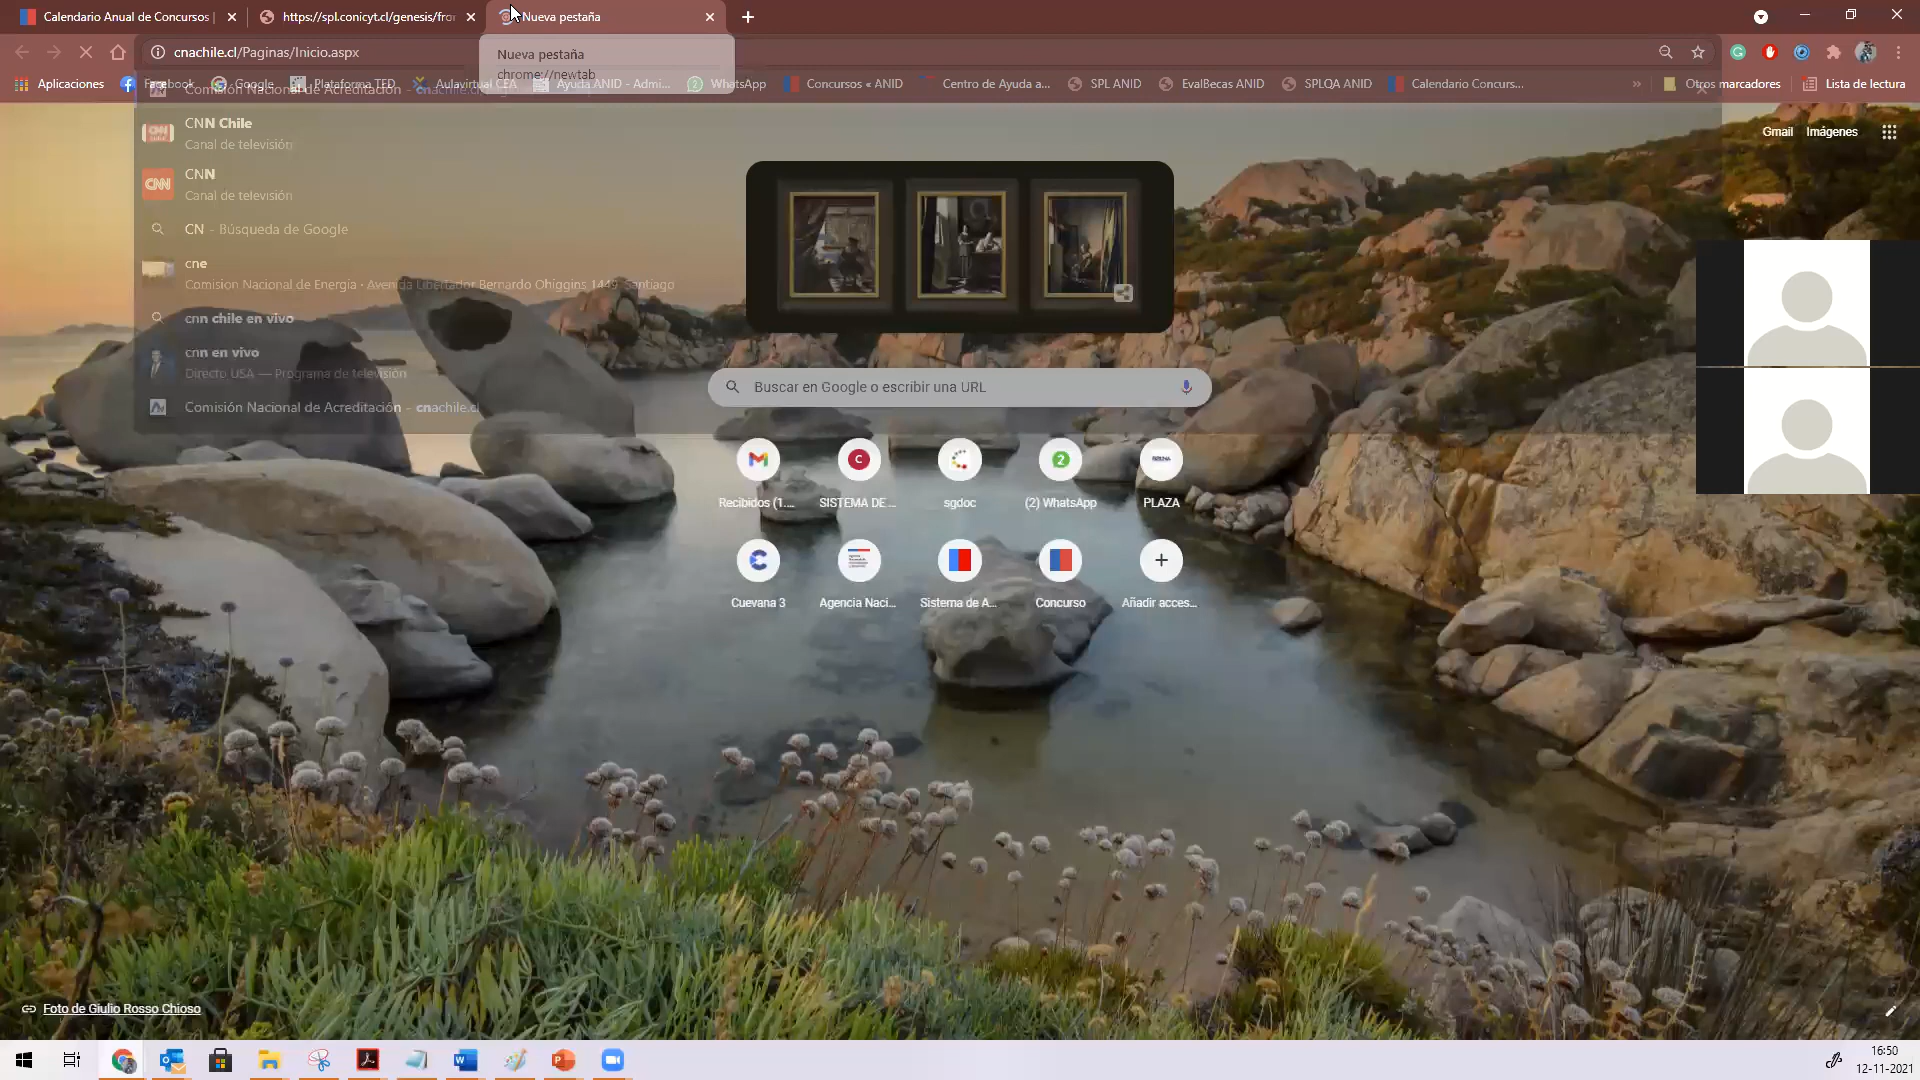 Calendario Anual de Concursos |
https://spl.conicyt.cl/genesis/fro
Nueva pestaña
cnachile.cl/Paginas/Inicio.aspx
Nueva pestaña
chrome://newtab
Aplicaciones
Facebook
Google
Plataforma TED
Aulavirtual CEA
Ayuda ANID - Admi...
WhatsApp
Concursos « ANID
Centro de Ayuda a...
SPL ANID
EvalBecas ANID
SPLQA ANID
Calendario Concurs...
»
Otros marcadores
Lista de lectura
Comisión Nacional de Acreditación - cnachile.cl
CNN Chile
Canal de televisión
CNN
Canal de televisión
CN - Búsqueda de Google
cne
Comision Nacional de Energía · Avenida Libertador Bernardo Ohiggins 1449, Santiago
cnn chile en vivo
cnn en vivo
Directo USA — Programa de televisión
Comisión Nacional de Acreditación - cnachile.cl
Gmail Imágenes
Buscar en Google o escribir una URL
Recibidos (1....
SISTEMA DE ...
sgdoc
(2) WhatsApp
PLAZA
Cuevana 3
Agencia Naci...
Sistema de A...
Concurso
Añadir acces...
Foto de Giulio Rosso Chioso
16:50
12-11-2021